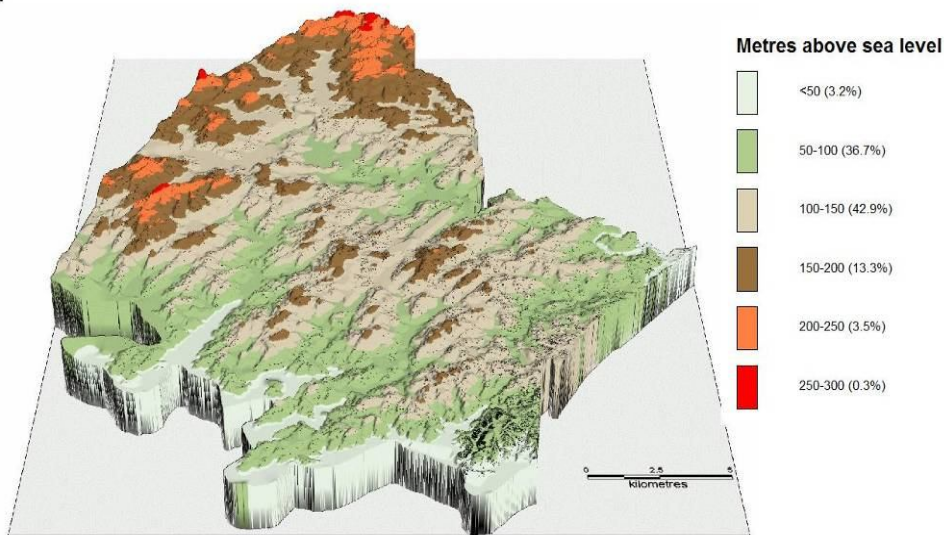 Metres above sea level
<50 (3.2%)
50-100 (36.7%)
100-150 (42.9%)
150-200 (13.3%)
200-250 (3.5%)
250-300 (0.3%)
0 2.5 5
kilometres